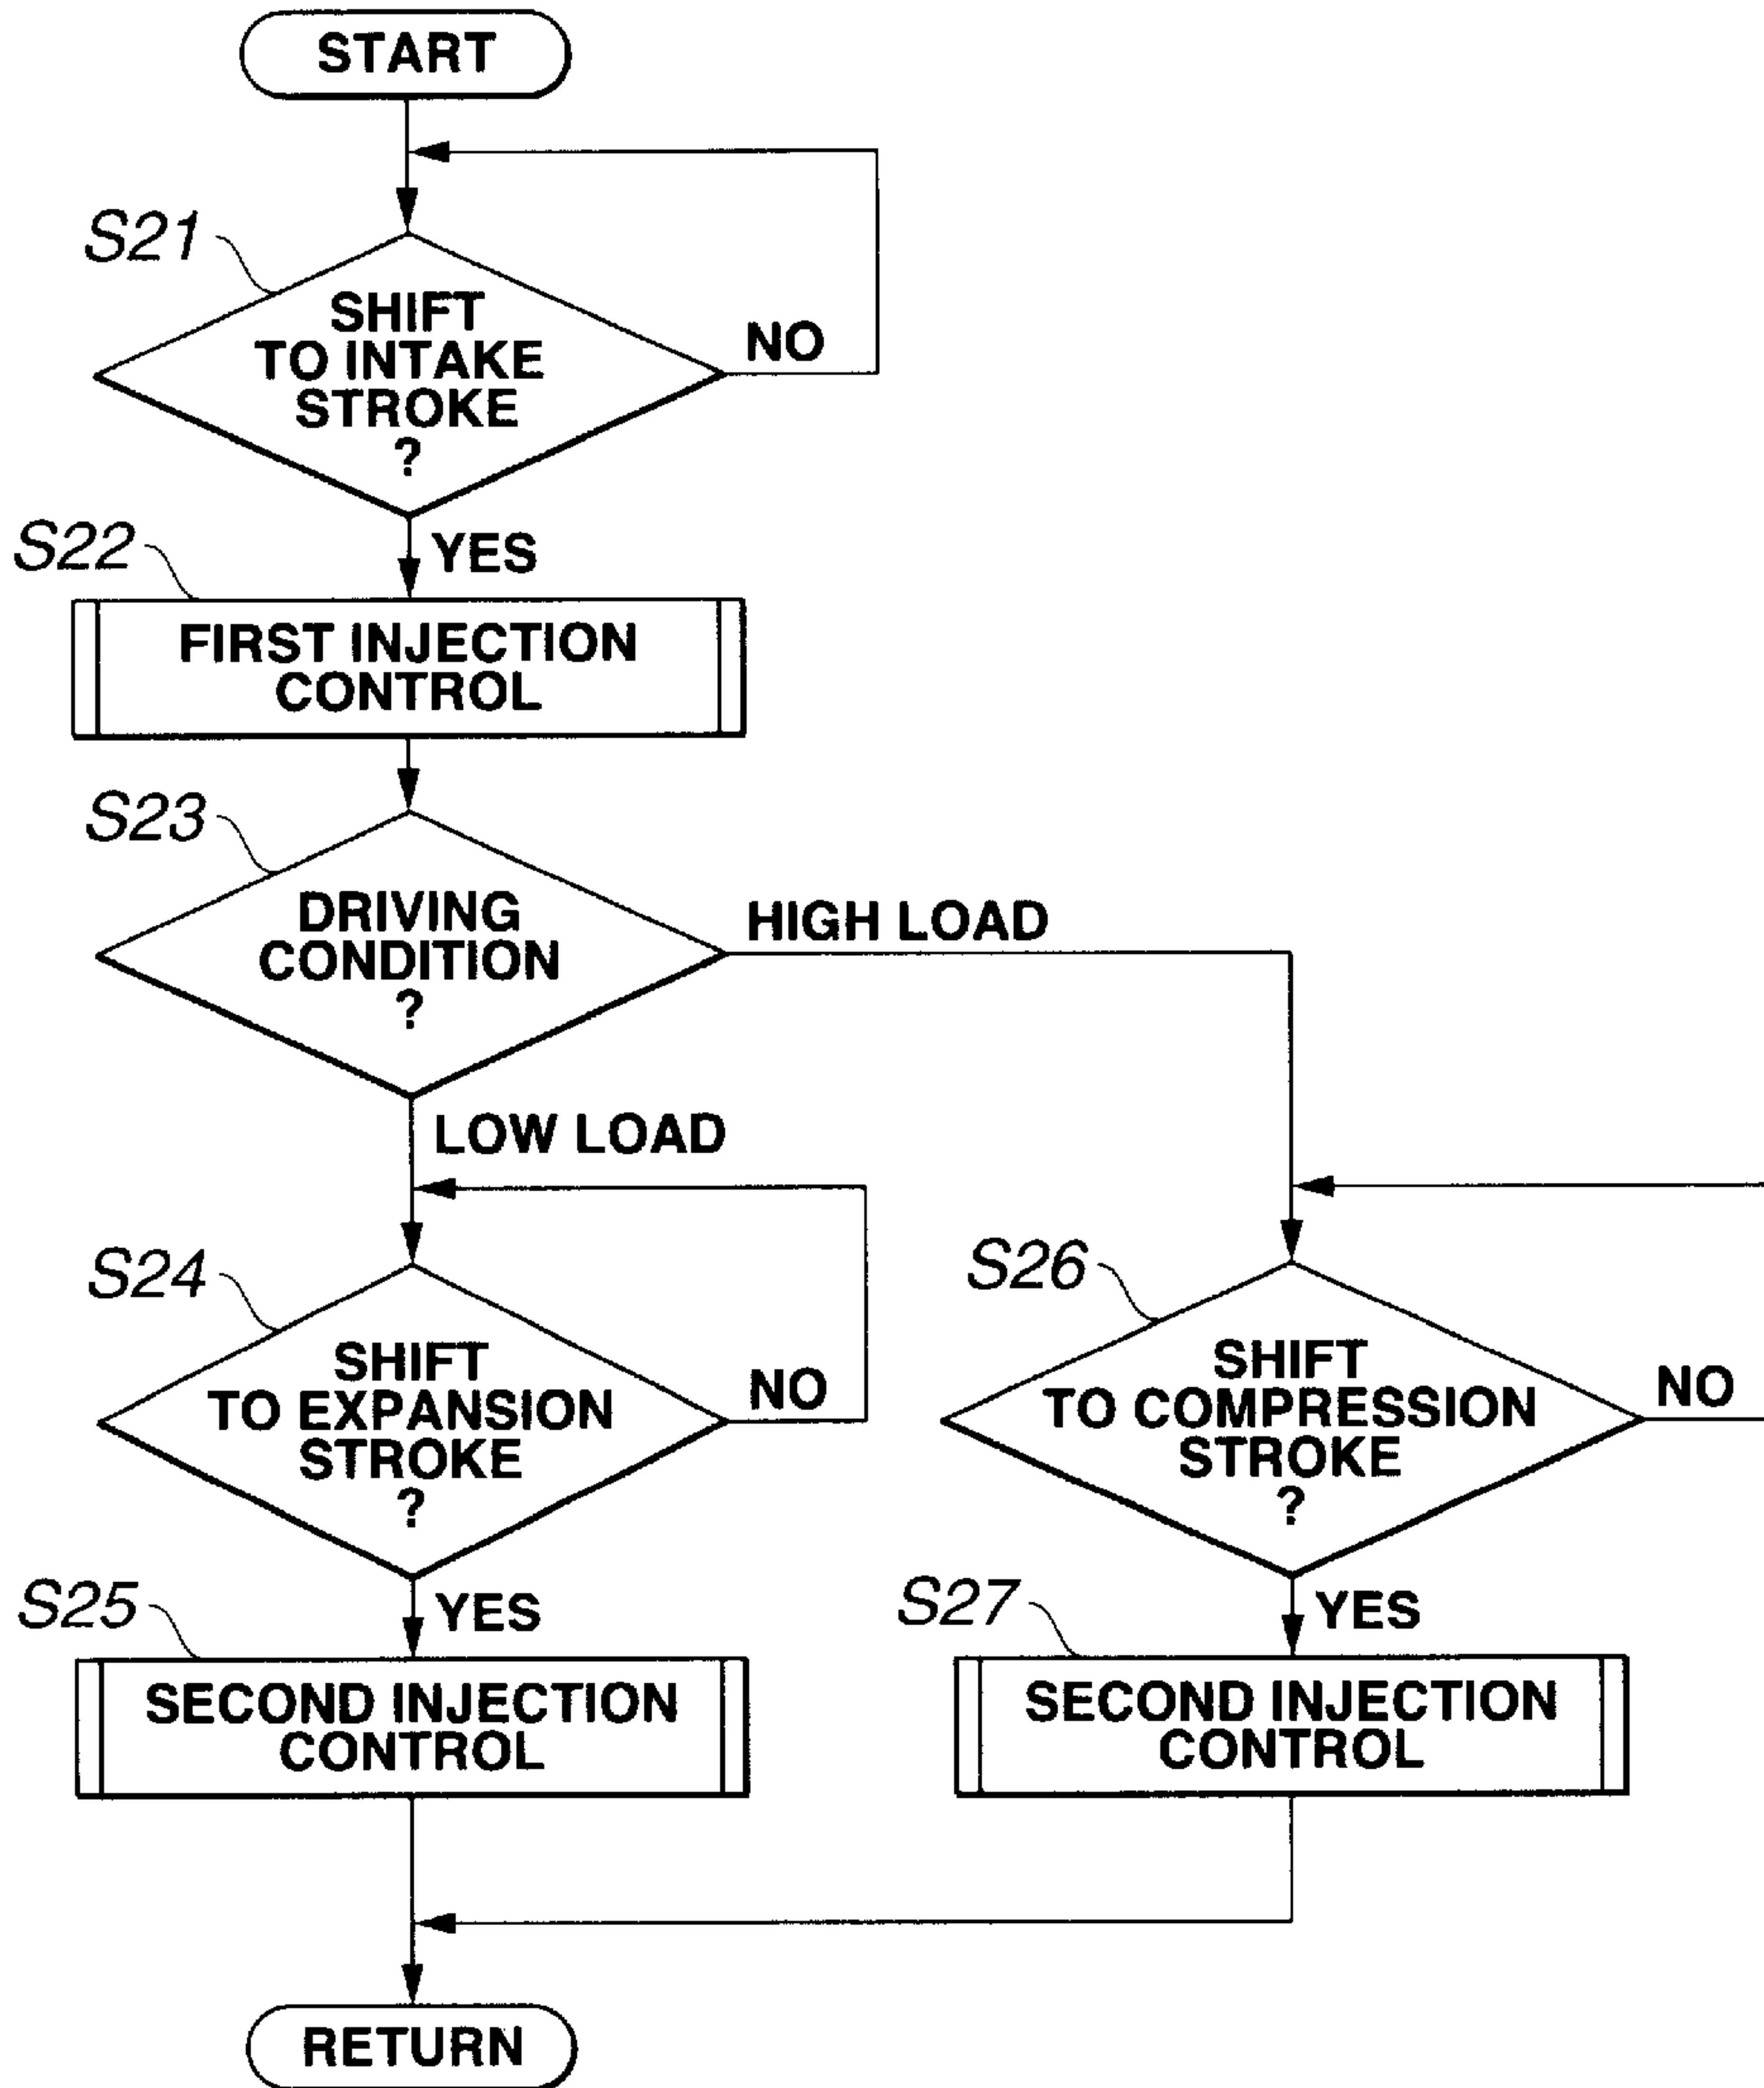 START
S21
SHIFT
TO INTAKE
STROKE
?
NO
YES
S22
FIRST INJECTION
CONTROL
S23
DRIVING
CONDITION
?
HIGH LOAD
LOW LOAD
S24
SHIFT
TO EXPANSION
STROKE
?
NO
S26
SHIFT
TO COMPRESSION
STROKE
?
NO
YES
S25
SECOND INJECTION
CONTROL
YES
S27
SECOND INJECTION
CONTROL
RETURN